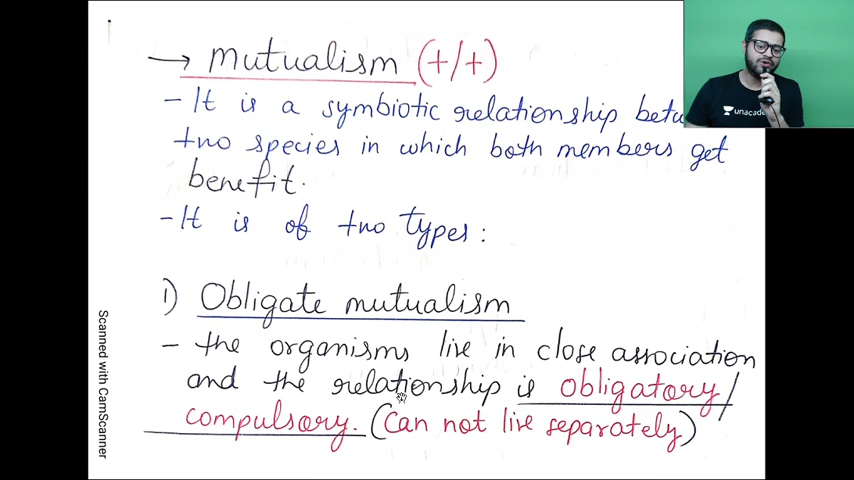 → Mutualism (+/+)
- It is a symbiotic relationship
two species in which both members get
benefit.
- It is of two types:
1) Obligate mutualism
- the organisms live in close association
and the relationship is obligatory/
compulsory. (Can not live separately)
Scanned with CamScanner